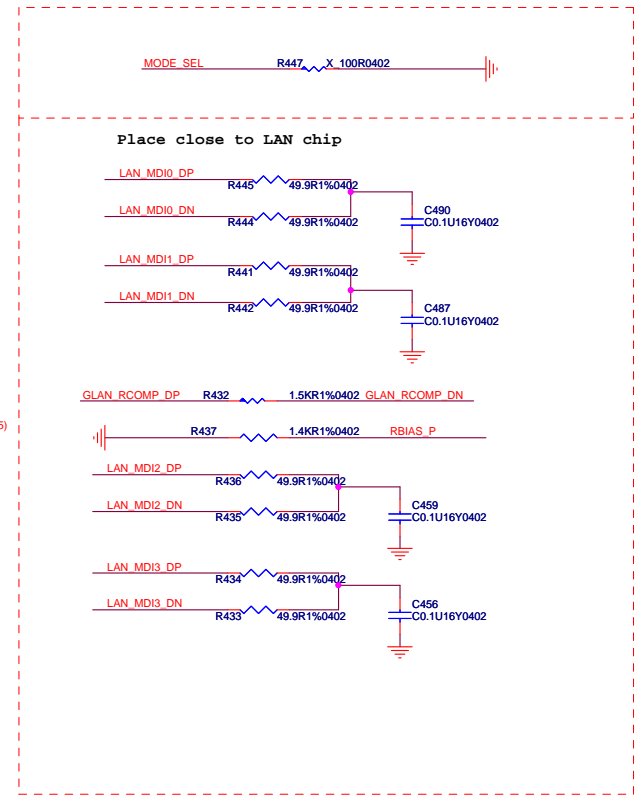 MODE_SEL R447 X_100R0402
Place close to LAN chip
LAN_MDI0_DP R445 49.9R1%0402
LAN_MDI0_DN R444 49.9R1%0402
C490
C0.1U16Y0402
LAN_MDI1_DP R441 49.9R1%0402
LAN_MDI1_DN R442 49.9R1%0402
C487
C0.1U16Y0402
GLAN_RCOMP_DP R432 1.5KR1%0402 GLAN_RCOMP_DN
R437 1.4KR1%0402 RBIAS_P
LAN_MDI2_DP R436 49.9R1%0402
LAN_MDI2_DN R435 49.9R1%0402
C459
C0.1U16Y0402
LAN_MDI3_DP R434 49.9R1%0402
LAN_MDI3_DN R433 49.9R1%0402
C456
C0.1U16Y0402